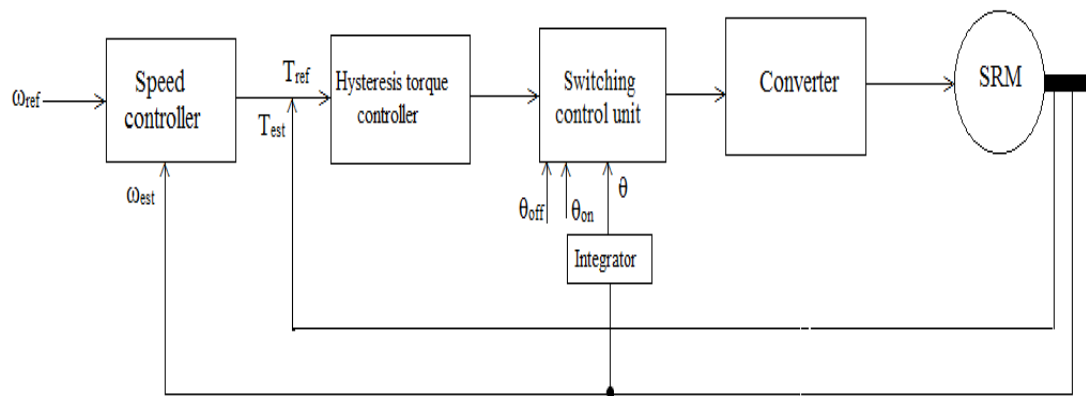 ωref
Speed
controller
Tref
Test
Hysteresis torque
controller
Switching
control unit
Converter
SRM
ωest
θoff
θon
θ
Integrator